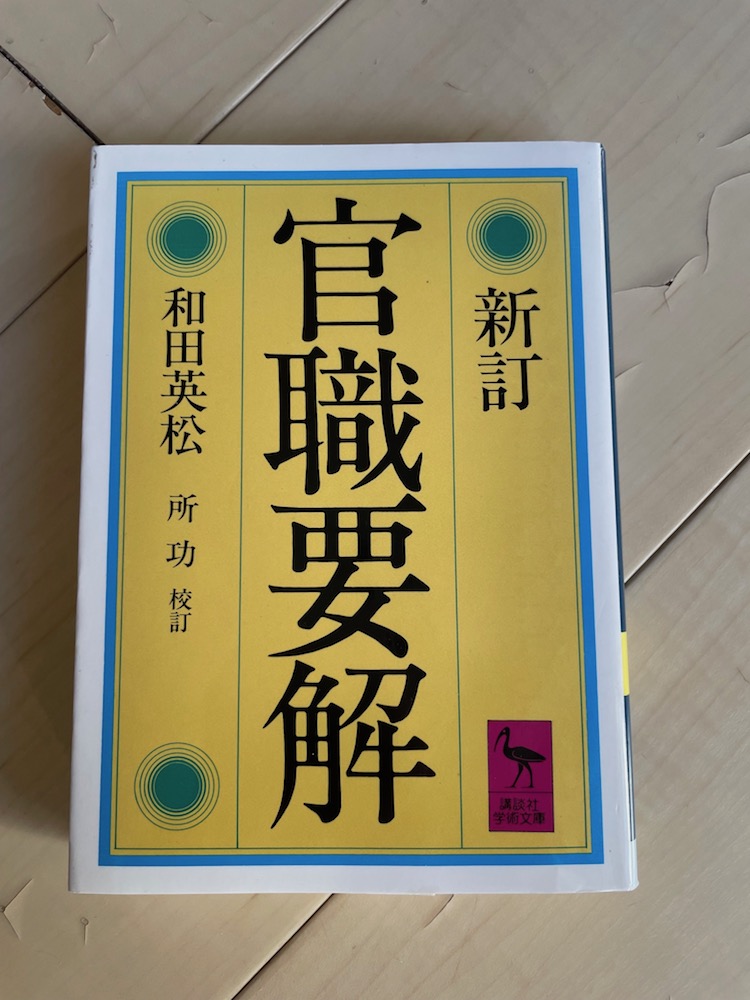 新訂
官職要解
和田英松
所功 校訂
講談社
学術文庫